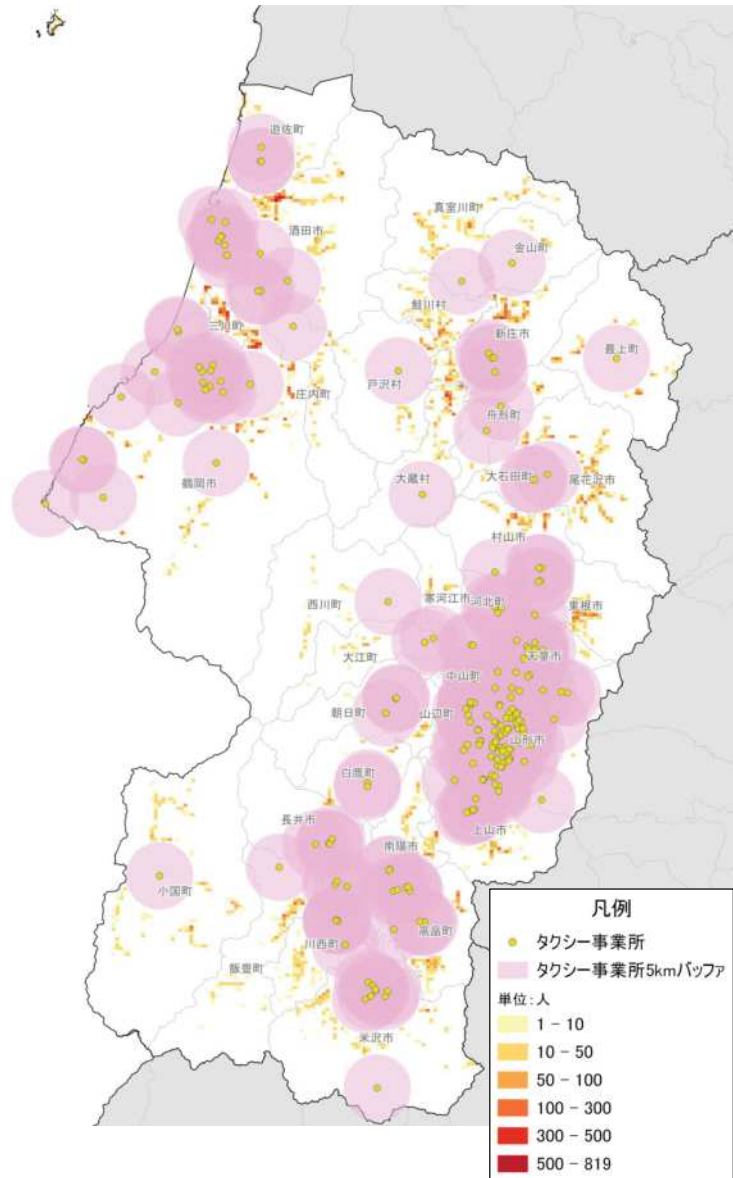 遊佐町
酒田市
真室川町
金山町
鮭川村
三川町
新庄市
最上町
戸沢村
庄内町
舟形町
鶴岡市
大蔵村
大石田町
尾花沢市
村山市
西川町
寒河江市
河北町
東根市
大江町
天童市
中山町
朝日町
山辺町
山形市
白鷹町
長井市
上山市
南陽市
小国町
高畠町
川西町
飯豊町
米沢市
凡例
タクシー事業所
タクシー事業所5kmバッファ
単位:人
1 - 10
10 - 50
50 - 100
100 - 300
300 - 500
500 - 819